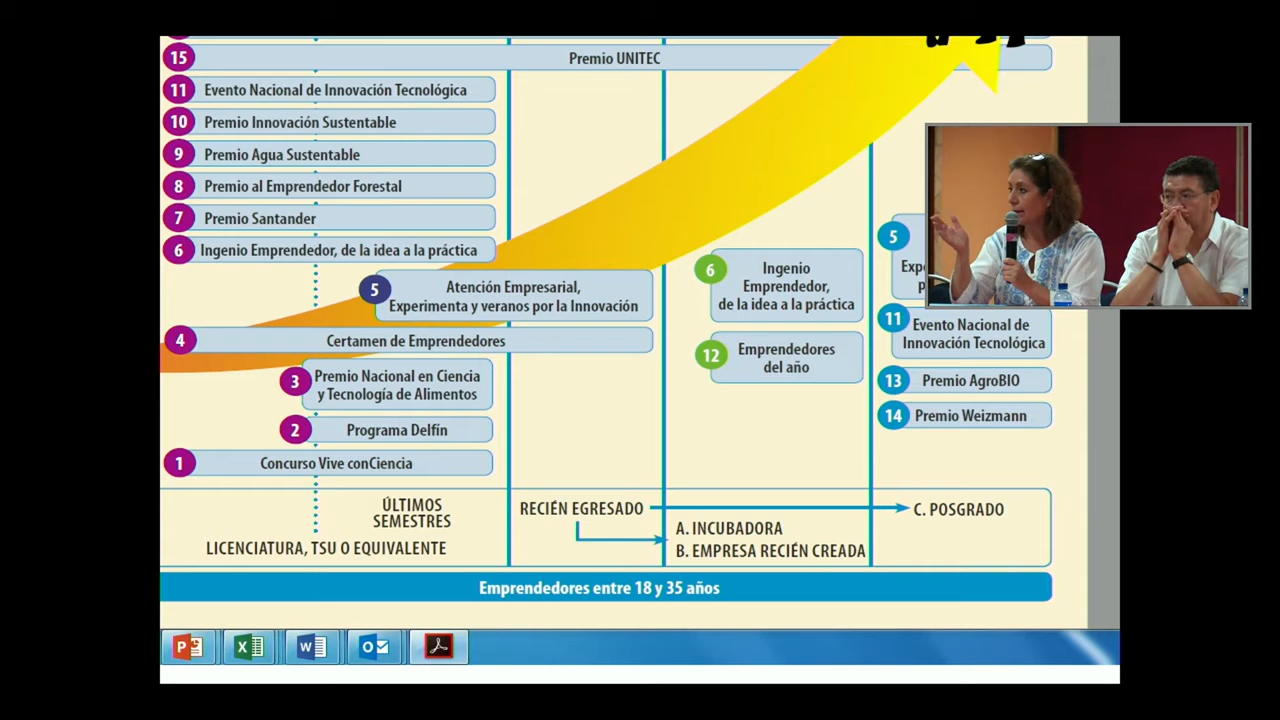 15 Premio UNITEC
11 Evento Nacional de Innovación Tecnológica
10 Premio Innovación Sustentable
9 Premio Agua Sustentable
8 Premio al Emprendedor Forestal
7 Premio Santander
6 Ingenio Emprendedor, de la idea a la práctica
5 Atención Empresarial,
Experimenta y veranos por la Innovación
4 Certamen de Emprendedores
3 Premio Nacional en Ciencia
y Tecnología de Alimentos
2 Programa Delfín
1 Concurso Vive conCiencia
6 Ingenio
Emprendedor,
de la idea a la práctica
12 Emprendedores
del año
5
11 Evento Nacional de
Innovación Tecnológica
13 Premio AgroBIO
14 Premio Weizmann
ÚLTIMOS
SEMESTRES
LICENCIATURA, TSU O EQUIVALENTE
RECIÉN EGRESADO
A. INCUBADORA
B. EMPRESA RECIÉN CREADA
C. POSGRADO
Emprendedores entre 18 y 35 años